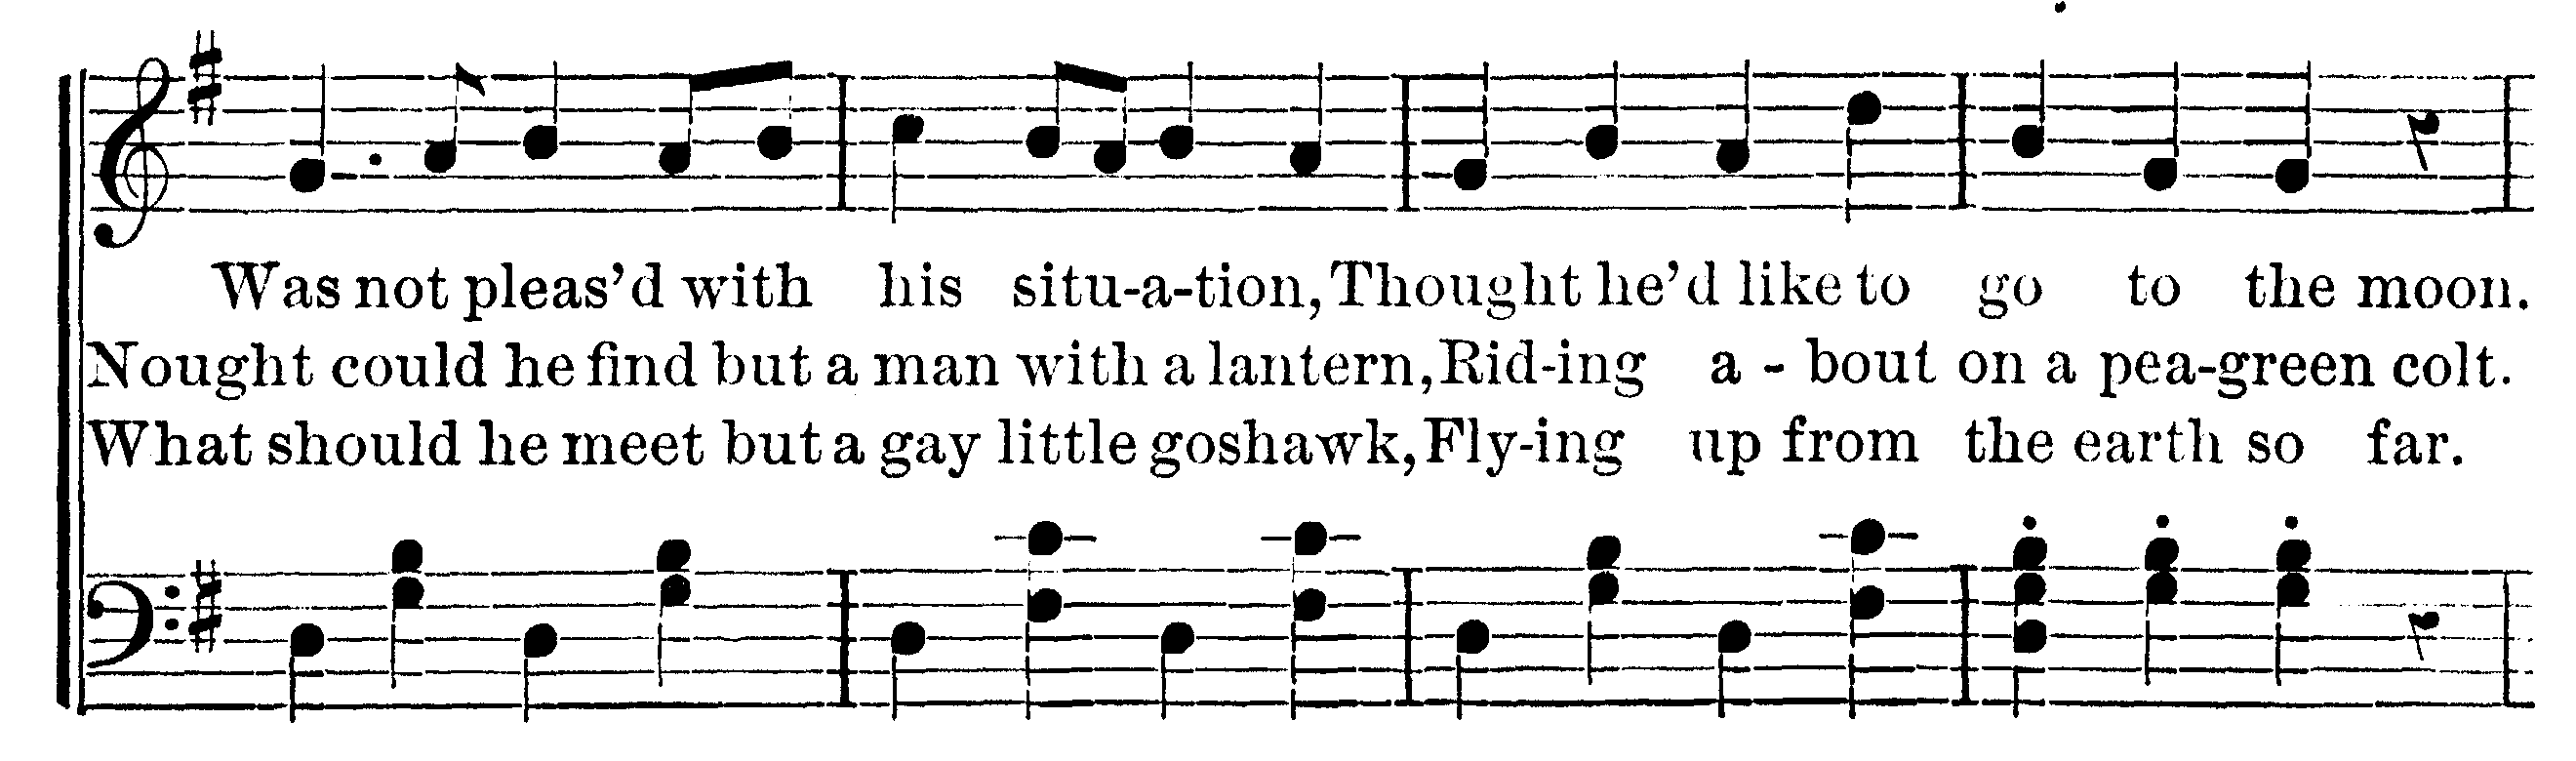 Was not pleas'd with his situ-a-tion, Thought he'd like to go to the moon.
Nought could he find but a man with a lantern, Rid-ing a - bout on a pea-green colt.
What should he meet but a gay little goshawk, Fly-ing up from the earth so far.